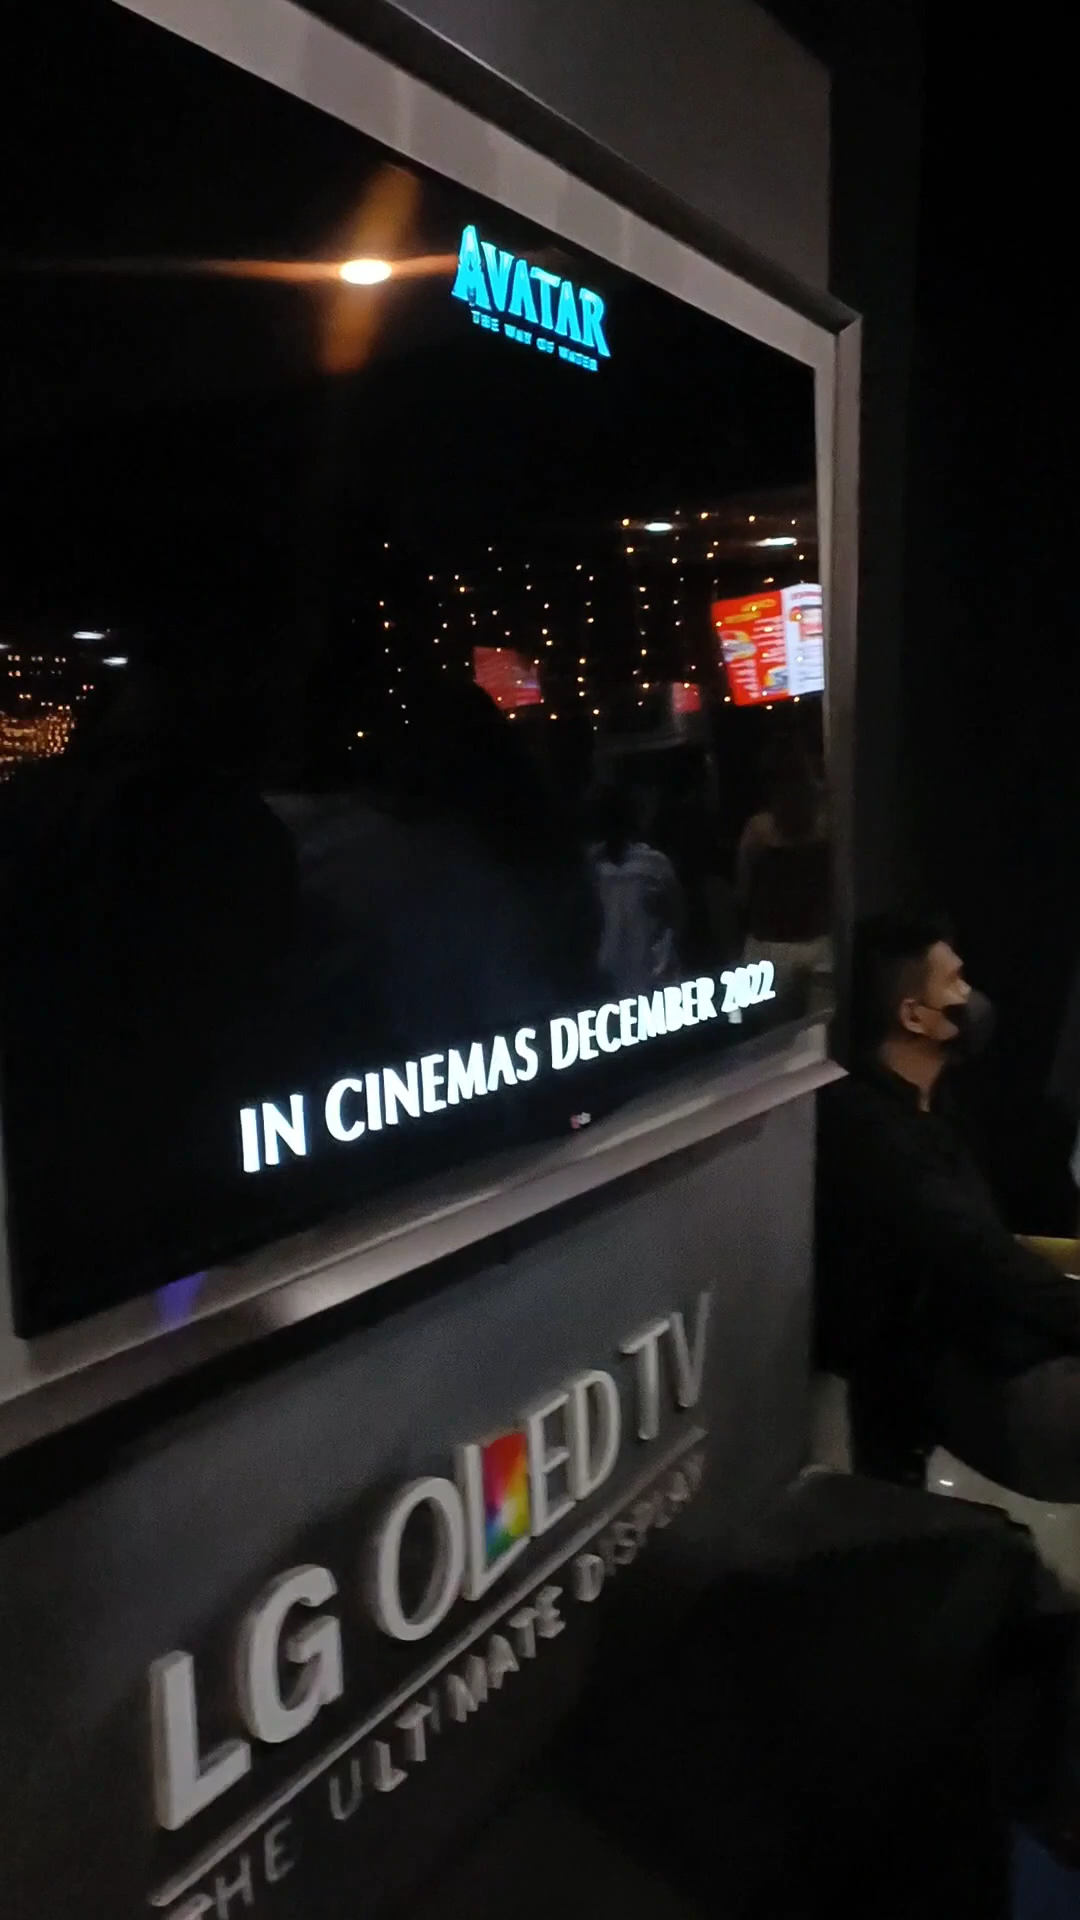 AVATAR
THE WAY OF WATER
IN CINEMAS DECEMBER 2022
LG OLED TV
THE ULTIMATE DISPLAY